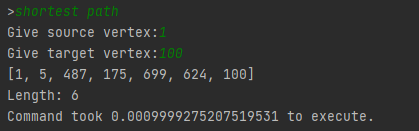 >shortest path
Give source vertex:1
Give target vertex:100
[1, 5, 487, 175, 699, 624, 100]
Length: 6
Command took 0.0009999275207519531 to execute.